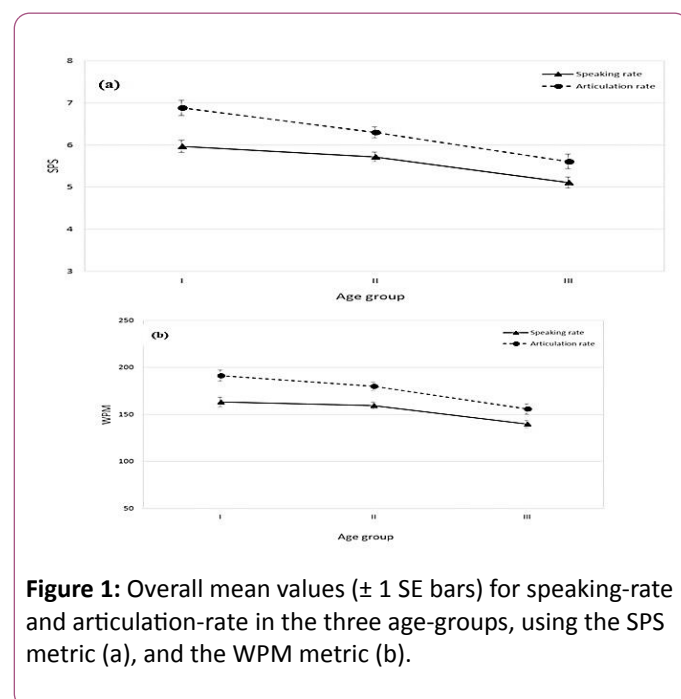 8
(a)
Speaking rate
Articulation rate
7
6
SPS
5
4
3
I
II
III
Age group
250
(b)
Speaking rate
Articulation rate
200
150
WPM
100
50
I
II
III
Age group
Figure 1: Overall mean values (± 1 SE bars) for speaking-rate
and articulation-rate in the three age-groups, using the SPS
metric (a), and the WPM metric (b).